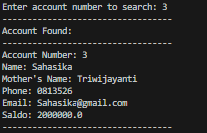 Enter account number to search: 3
-----------------------------------
Account Found:
-----------------------------------
Account Number: 3
Name: Sahasika
Mother's Name: Triwijayanti
Phone: 0813526
Email: Sahasika@gmail.com
Saldo: 2000000.0
-----------------------------------